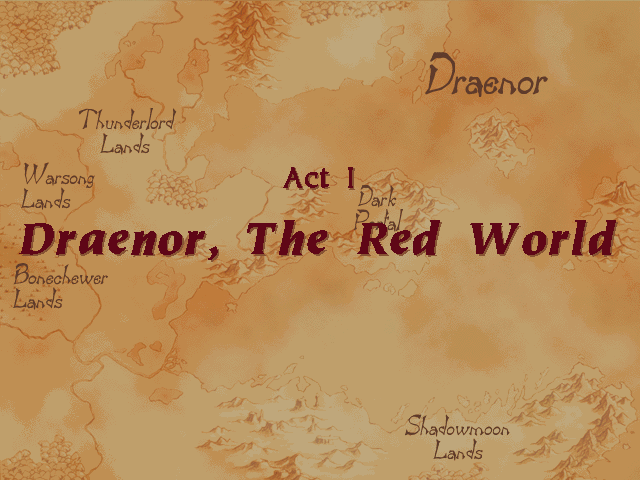 Draenor
Thunderlord
Lands
Warsong
Lands
Act I
Dark
Portal
Draenor, The Red World
Bonechewer
Lands
Shadowmoon
Lands